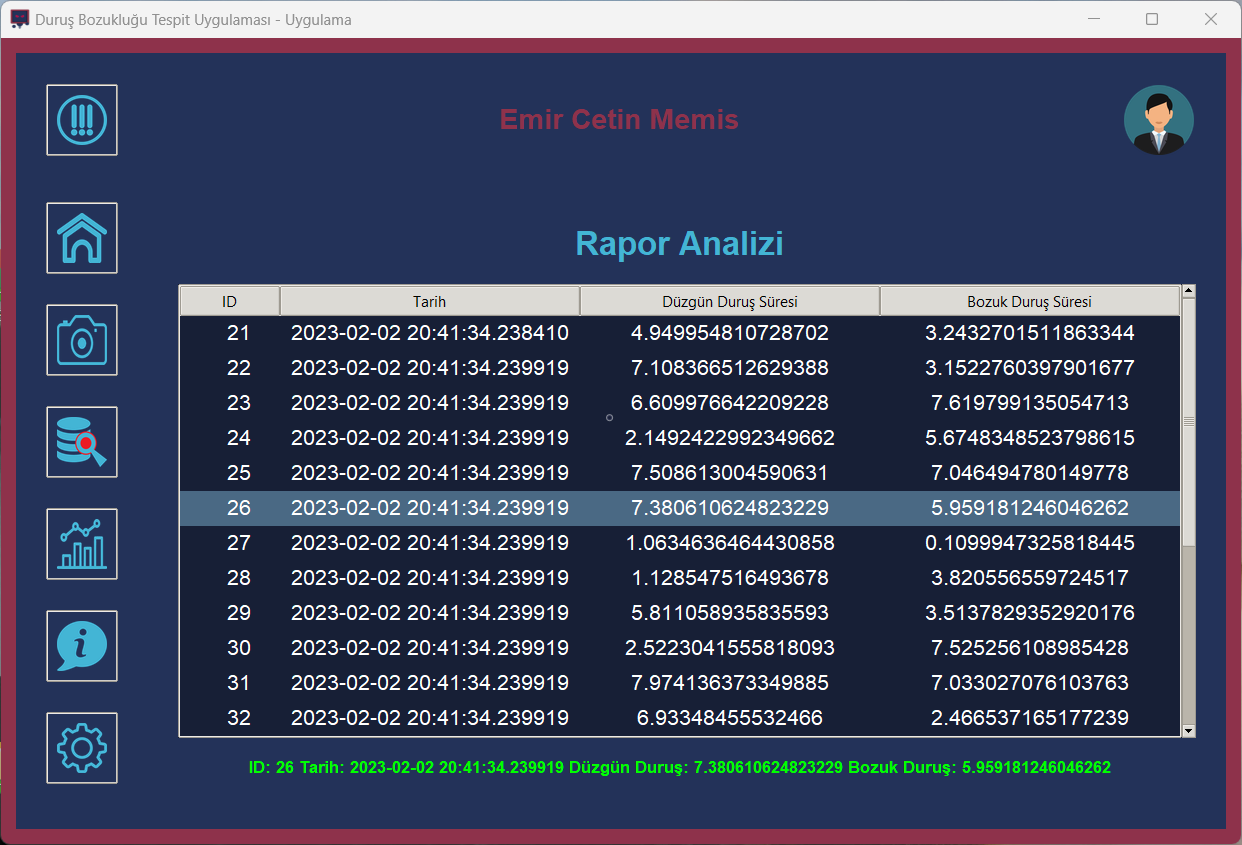 Duruş Bozukluğu Tespit Uygulaması - Uygulama
Emir Cetin Memis
Rapor Analizi
ID Tarih Düzgün Duruş Süresi Bozuk Duruş Süresi
21 2023-02-02 20:41:34.238410 4.949954810728702 3.2432701511863344
22 2023-02-02 20:41:34.239919 7.108366512629388 3.1522760397901677
23 2023-02-02 20:41:34.239919 6.609976642209228 7.619799135054713
24 2023-02-02 20:41:34.239919 2.1492422992349662 5.6748348523798615
25 2023-02-02 20:41:34.239919 7.508613004590631 7.046494780149778
26 2023-02-02 20:41:34.239919 7.380610624823229 5.959181246046262
27 2023-02-02 20:41:34.239919 1.0634636464430858 0.1099947325818445
28 2023-02-02 20:41:34.239919 1.128547516493678 3.820556559724517
29 2023-02-02 20:41:34.239919 5.811058935835593 3.5137829352920176
30 2023-02-02 20:41:34.239919 2.5223041555818093 7.525256108985428
31 2023-02-02 20:41:34.239919 7.974136373349885 7.033027076103763
32 2023-02-02 20:41:34.239919 6.93348455532466 2.466537165177239
ID: 26 Tarih: 2023-02-02 20:41:34.239919 Düzgün Duruş: 7.380610624823229 Bozuk Duruş: 5.959181246046262